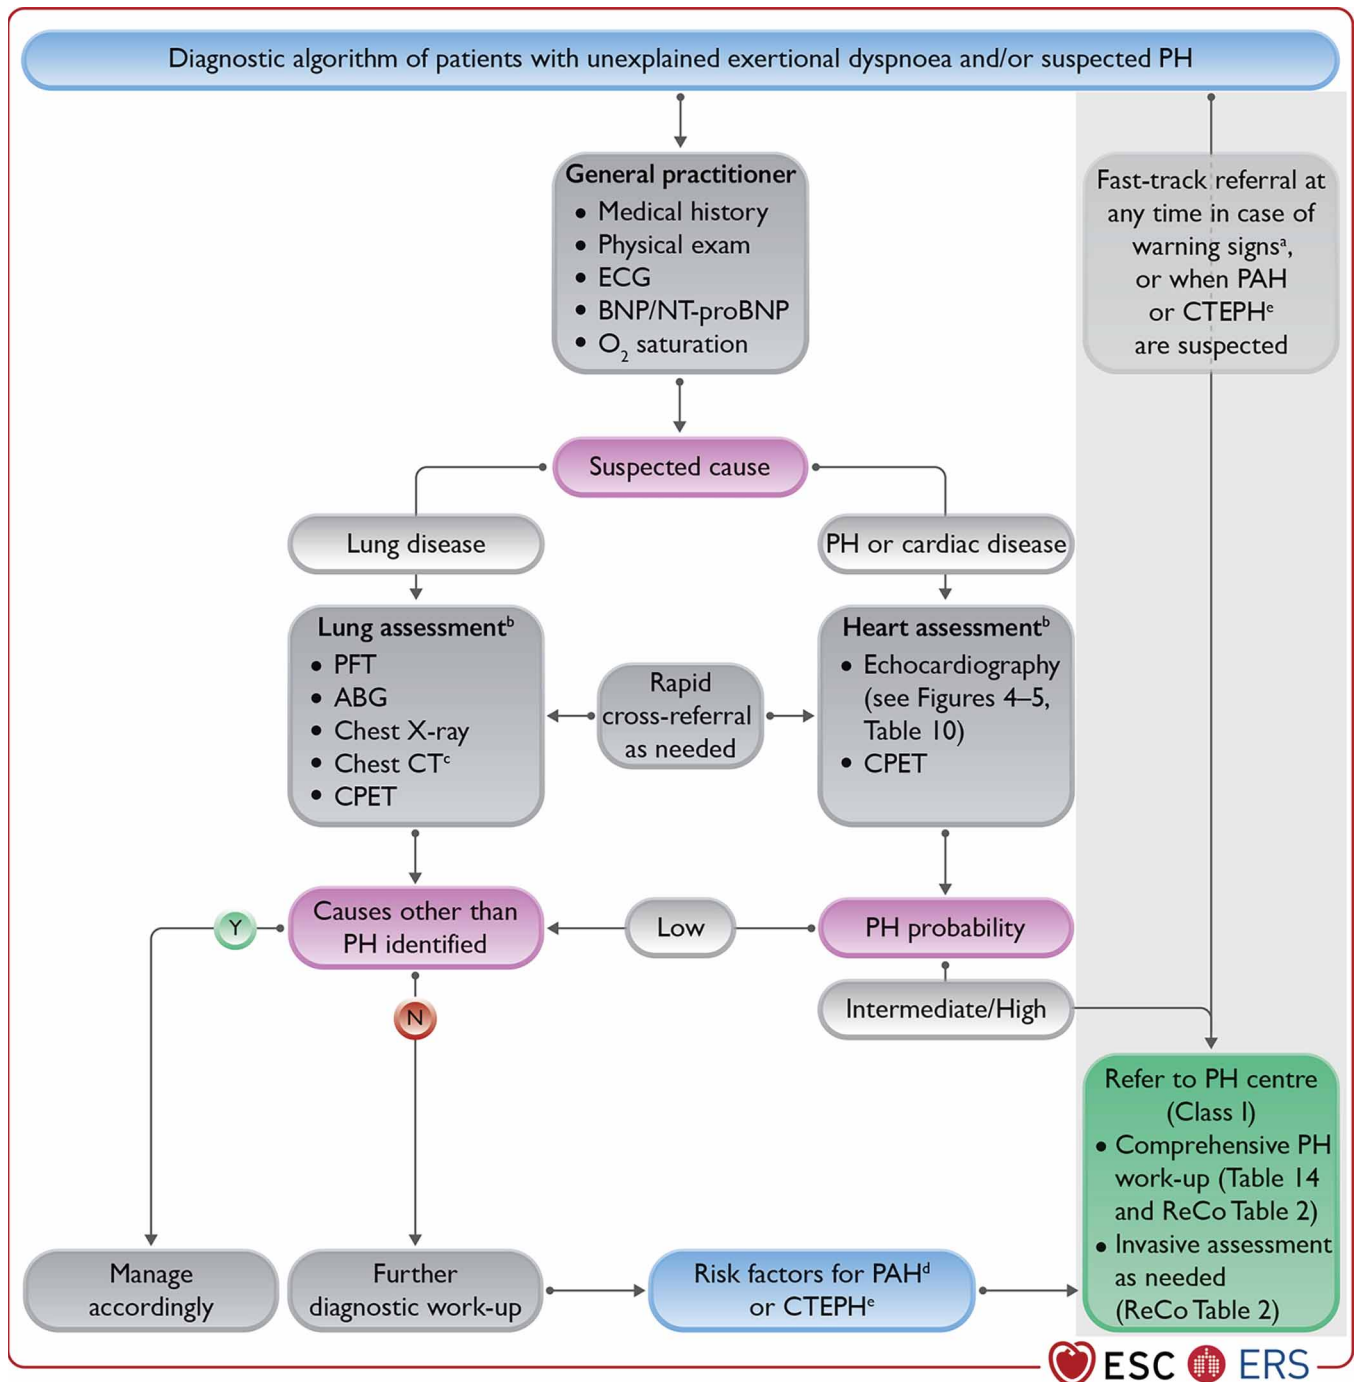 Diagnostic algorithm of patients with unexplained exertional dyspnoea and/or suspected PH
General practitioner
• Medical history
• Physical exam
• ECG
• BNP/NT-proBNP
• O₂ saturation
Fast-track referral at
any time in case of
warning signsᵃ,
or when PAH
or CTEPHᵉ
are suspected
Suspected cause
Lung disease
PH or cardiac disease
Lung assessmentᵇ
• PFT
• ABG
• Chest X-ray
• Chest CTᶜ
• CPET
Rapid
cross-referral
as needed
Heart assessmentᵇ
• Echocardiography
(see Figures 4–5,
Table 10)
• CPET
Y
Causes other than
PH identified
Low
PH probability
N
Intermediate/High
Refer to PH centre
(Class I)
• Comprehensive PH
work-up (Table 14
and ReCo Table 2)
• Invasive assessment
as needed
(ReCo Table 2)
Manage
accordingly
Further
diagnostic work-up
Risk factors for PAHᵈ
or CTEPHᵉ
ESC ERS